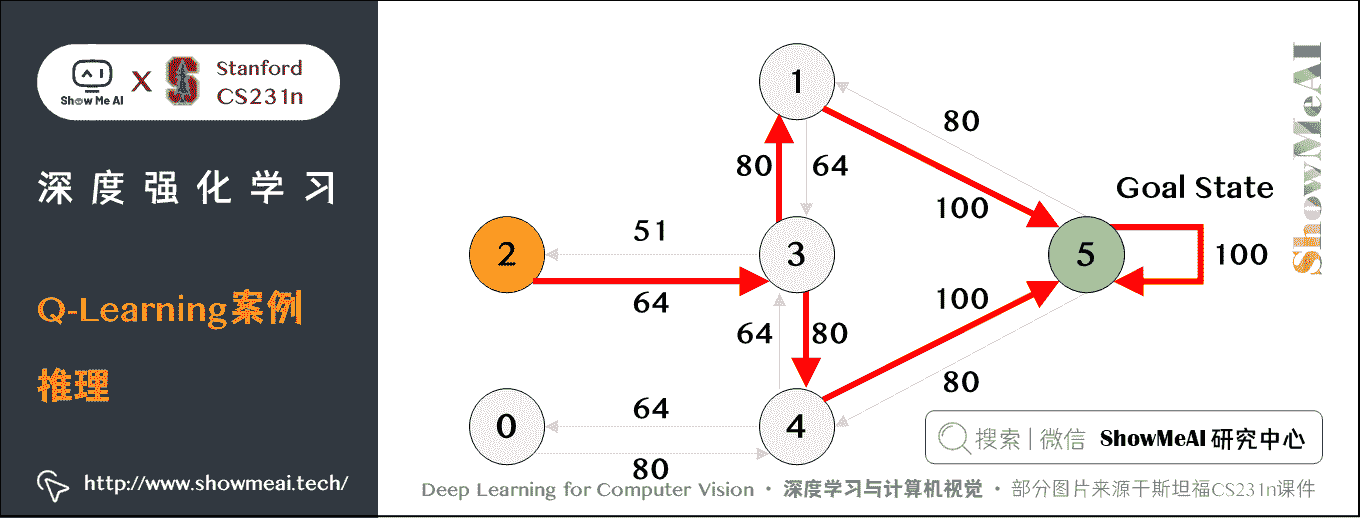 Show Me AI
X
S
Stanford
CS231n
深度强化学习
Q-Learning案例
推理
http://www.showmeai.tech/
1
80
80
64
Goal State
100
51
2
3
5
100
64
100
64
80
80
64
0
4
80
搜索 | 微信 ShowMeAI 研究中心
Deep Learning for Computer Vision · 深度学习与计算机视觉 · 部分图片来源于斯坦福CS231n课件
ShowMeAI